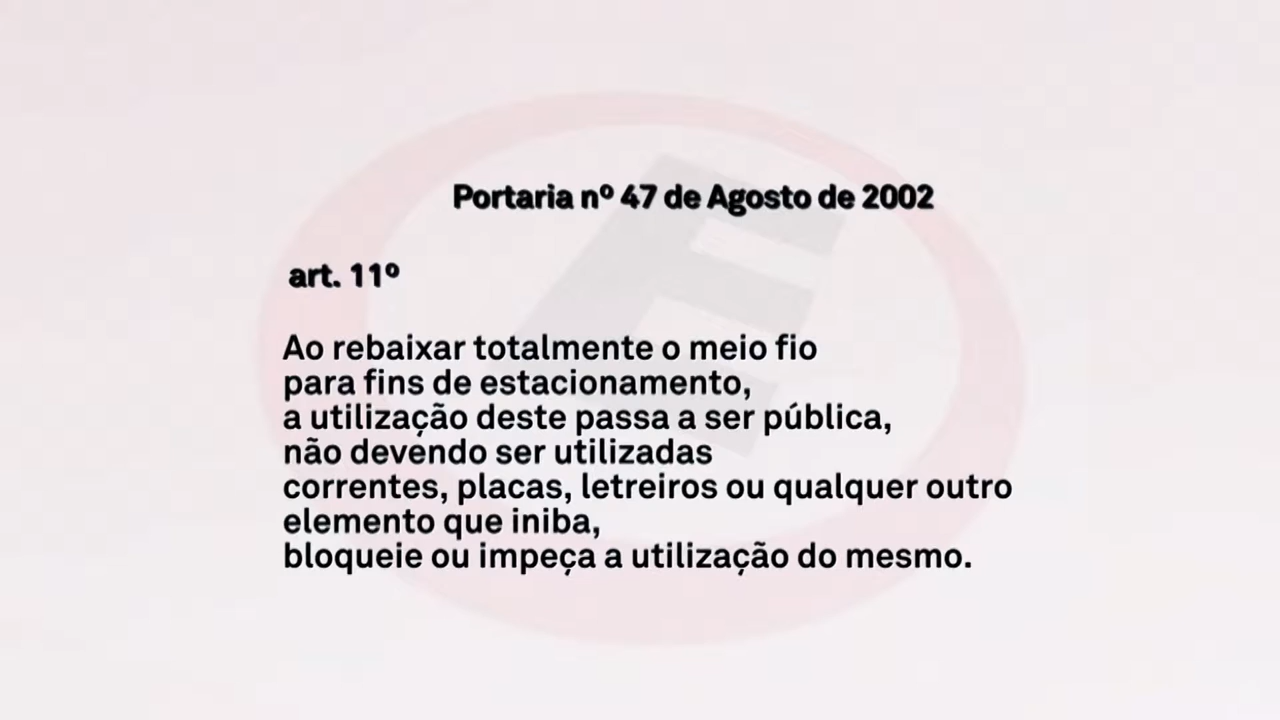 Portaria nº 47 de Agosto de 2002
art. 11º
Ao rebaixar totalmente o meio fio
para fins de estacionamento,
a utilização deste passa a ser pública,
não devendo ser utilizadas
correntes, placas, letreiros ou qualquer outro
elemento que iniba,
bloqueie ou impeça a utilização do mesmo.
E